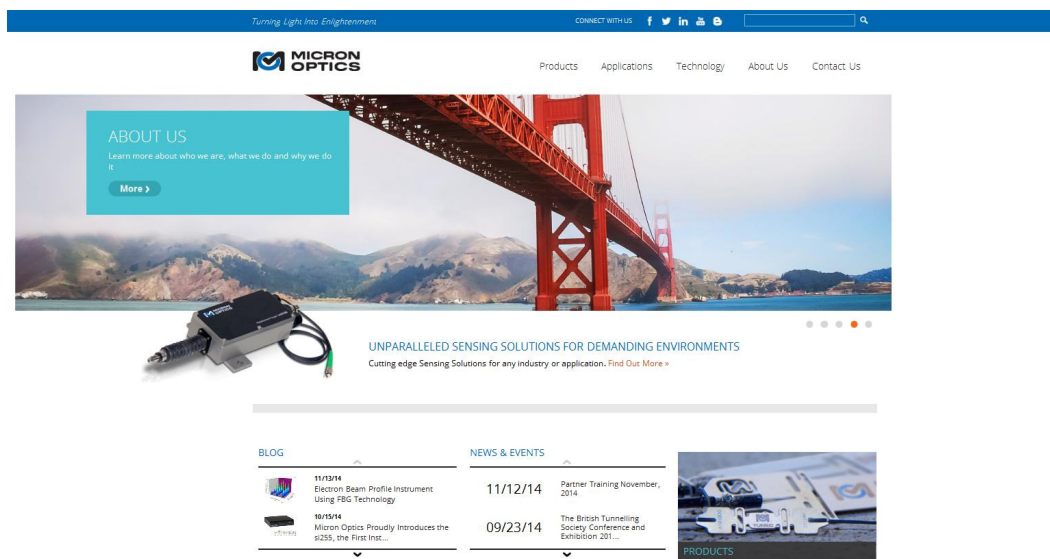 Turning Light Into Enlightenment
CONNECT WITH US
MICRON
OPTICS
Products Applications Technology About Us Contact Us
ABOUT US
Learn more about who we are, what we do and why we do
it
More ›
MICRON
OPTICS
UNPARALLELED SENSING SOLUTIONS FOR DEMANDING ENVIRONMENTS
Cutting edge Sensing Solutions for any industry or application. Find Out More »
BLOG
11/13/14
Electron Beam Profile Instrument
Using FBG Technology
10/15/14
Micron Optics Proudly Introduces the
si255, the First Inst...
NEWS & EVENTS
11/12/14
Partner Training November,
2014
09/23/14
The British Tunnelling
Society Conference and
Exhibition 201...
PRODUCTS